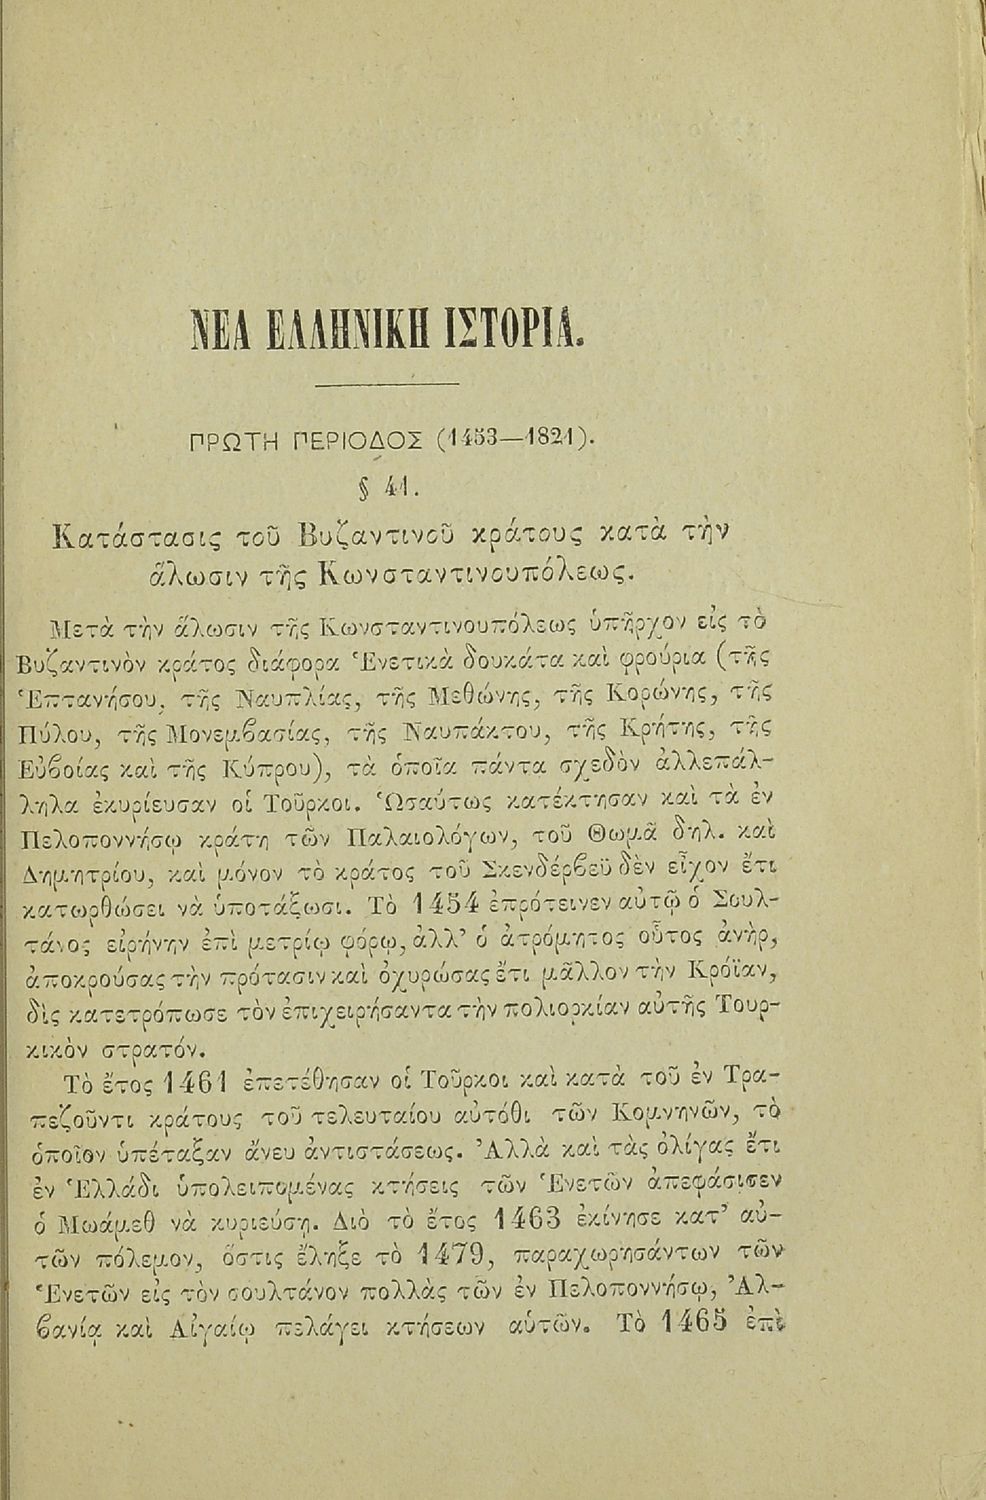 ΝΕΑ ΕΛΛΗΝΙΚΗ ΙΣΤΟΡΙΑ.
ΠΡΩΤΗ ΠΕΡΙΟΔΟΣ (1453—1821).
§ 41.
Κατάστασις τοῦ Βυζαντινοῦ κράτους κατὰ τὴν
ἅλωσιν τῆς Κωνσταντινουπόλεως.
Μετὰ τὴν ἅλωσιν τῆς Κωνσταντινουπόλεως ὑπῆρχον εἰς τὸ
Βυζαντινὸν κράτος διάφορα Ἑνετικὰ δουκάτα καὶ φρούρια (τῆς
Ἑπτανήσου, τῆς Ναυπλίας, τῆς Μεθώνης, τῆς Κορώνης, τῆς
Πύλου, τῆς Μονεμβασίας, τῆς Ναυπάκτου, τῆς Κρήτης, τῆς
Εὐβοίας καὶ τῆς Κύπρου), τὰ ὁποῖα πάντα σχεδὸν ἀλλεπάλ-
ληλα ἐκυρίευσαν οἱ Τοῦρκοι. Ὡσαύτως κατέκτησαν καὶ τὰ ἐν
Πελοποννήσῳ κράτη τῶν Παλαιολόγων, τοῦ Θωμᾶ δηλ. καὶ
Δημητρίου, καὶ μόνον τὸ κράτος τοῦ Σκενδέρβεϋ δὲν εἶχον ἔτι
κατωρθώσει νὰ ὑποτάξωσι. Τὸ 1454 ἐπρότεινεν αὐτῷ ὁ Σουλ-
τάνος εἰρήνην ἐπὶ μετρίῳ φόρῳ, ἀλλ' ὁ ἀτρόμητος οὗτος ἀνὴρ,
ἀποκρούσας τὴν πρότασιν καὶ ὀχυρώσας ἔτι μᾶλλον τὴν Κρόϊαν,
δὶς κατετρόπωσε τὸν ἐπιχειρήσαντα τὴν πολιορκίαν αὐτῆς Τουρ-
κικὸν στρατόν.
Τὸ ἔτος 1461 ἐπετέθησαν οἱ Τοῦρκοι καὶ κατὰ τοῦ ἐν Τρα-
πεζοῦντι κράτους τοῦ τελευταίου αὐτόθι τῶν Κομνηνῶν, τὸ
ὁποῖον ὑπέταξαν ἄνευ ἀντιστάσεως. Ἀλλὰ καὶ τὰς ὀλίγας ἔτι
ἐν Ἑλλάδι ὑπολειπομένας κτήσεις τῶν Ἑνετῶν ἀπεφάσισεν
ὁ Μωάμεθ νὰ κυριεύσῃ. Διὸ τὸ ἔτος 1463 ἐκίνησε κατ' αὐ-
τῶν πόλεμον, ὅστις ἔληξε τὸ 1479, παραχωρησάντων τῶν
Ἑνετῶν εἰς τὸν σουλτάνον πολλὰς τῶν ἐν Πελοποννήσῳ, Ἀλ-
βανίᾳ καὶ Αἰγαίῳ πελάγει κτήσεων αὑτῶν. Τὸ 1465 ἐπὶ